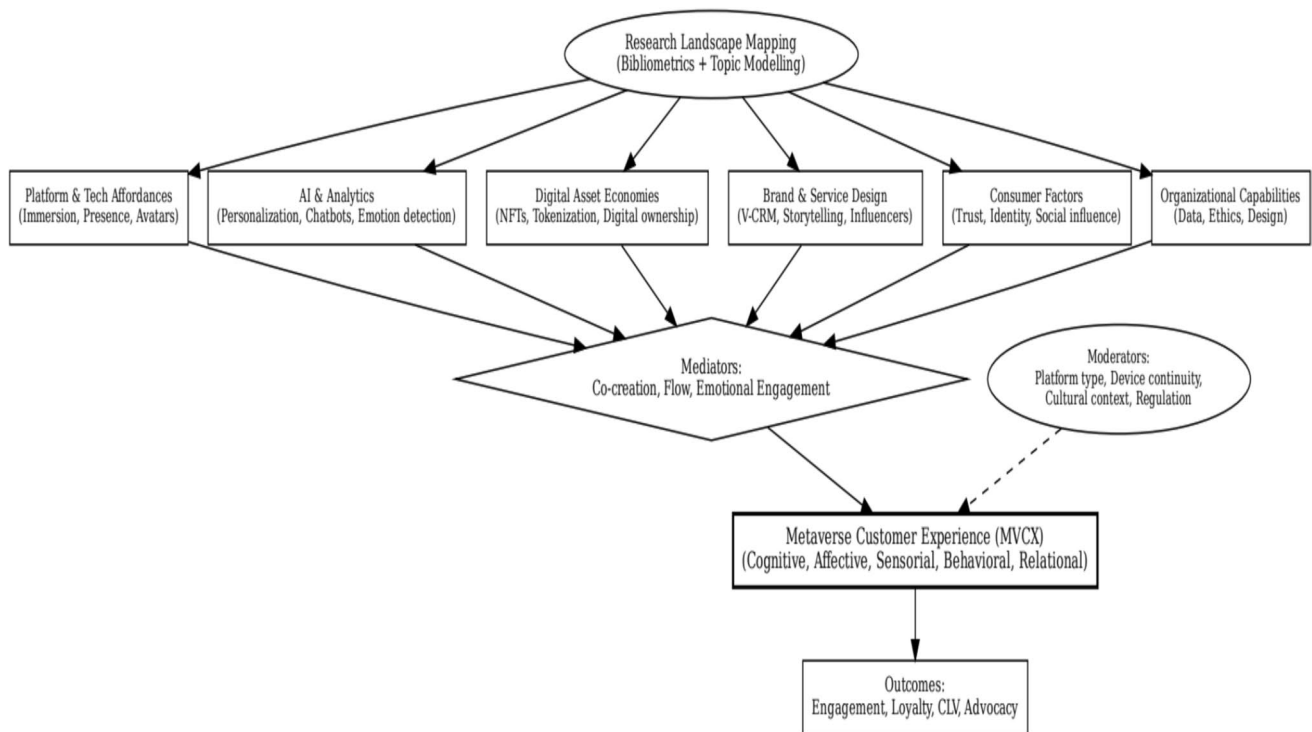 Research Landscape Mapping
(Bibliometrics + Topic Modelling)
Platform & Tech Affordances
(Immersion, Presence, Avatars)
AI & Analytics
(Personalization, Chatbots, Emotion detection)
Digital Asset Economies
(NFTs, Tokenization, Digital ownership)
Brand & Service Design
(V-CRM, Storytelling, Influencers)
Consumer Factors
(Trust, Identity, Social influence)
Organizational Capabilities
(Data, Ethics, Design)
Mediators:
Co-creation, Flow, Emotional Engagement
Moderators:
Platform type, Device continuity,
Cultural context, Regulation
Metaverse Customer Experience (MVCX)
(Cognitive, Affective, Sensorial, Behavioral, Relational)
Outcomes:
Engagement, Loyalty, CLV, Advocacy